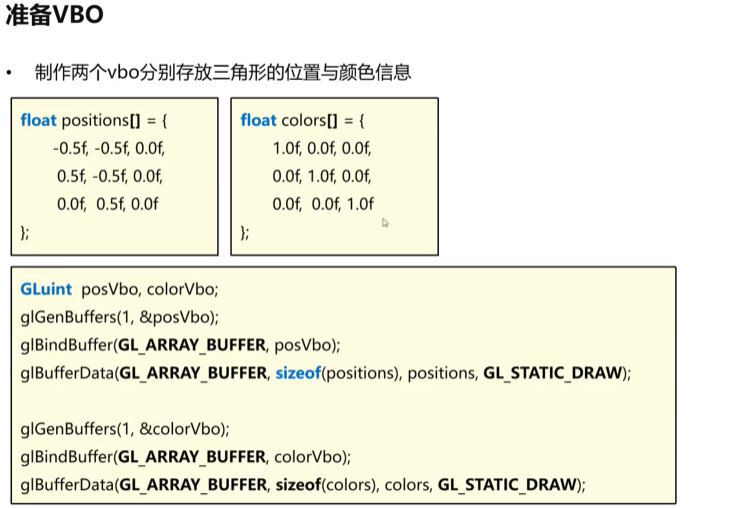 准备VBO
• 制作两个vbo分别存放三角形的位置与颜色信息
float positions[] = {
-0.5f, -0.5f, 0.0f,
0.5f, -0.5f, 0.0f,
0.0f, 0.5f, 0.0f
};
float colors[] = {
1.0f, 0.0f, 0.0f,
0.0f, 1.0f, 0.0f,
0.0f, 0.0f, 1.0f
};
GLuint posVbo, colorVbo;
glGenBuffers(1, &posVbo);
glBindBuffer(GL_ARRAY_BUFFER, posVbo);
glBufferData(GL_ARRAY_BUFFER, sizeof(positions), positions, GL_STATIC_DRAW);
glGenBuffers(1, &colorVbo);
glBindBuffer(GL_ARRAY_BUFFER, colorVbo);
glBufferData(GL_ARRAY_BUFFER, sizeof(colors), colors, GL_STATIC_DRAW);